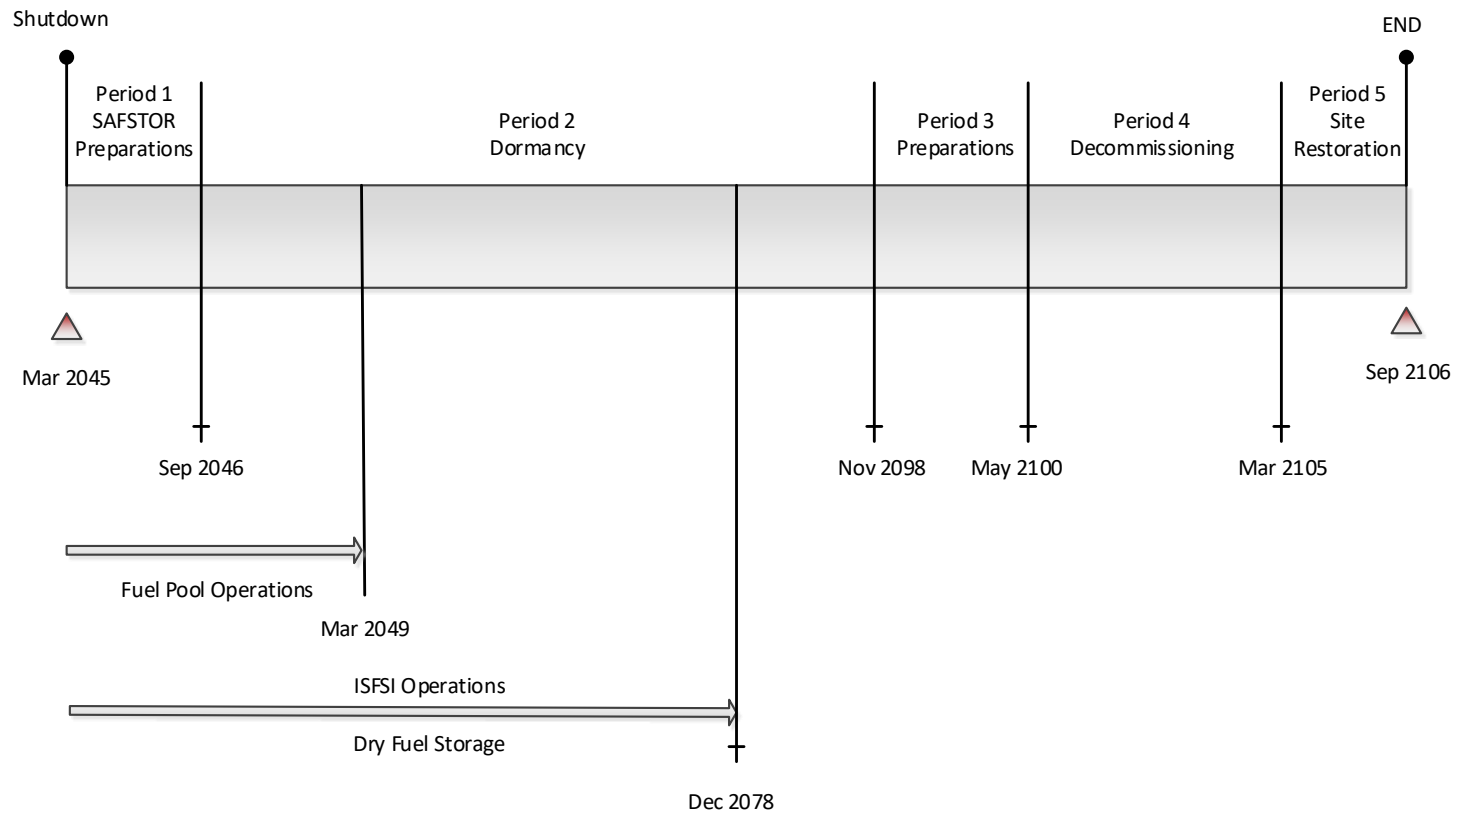 Shutdown
END
Period 1
SAFSTOR
Preparations
Period 2
Dormancy
Period 3
Preparations
Period 4
Decommissioning
Period 5
Site
Restoration
Mar 2045
Sep 2106
Sep 2046
Nov 2098
May 2100
Mar 2105
Fuel Pool Operations
Mar 2049
ISFSI Operations
Dry Fuel Storage
Dec 2078